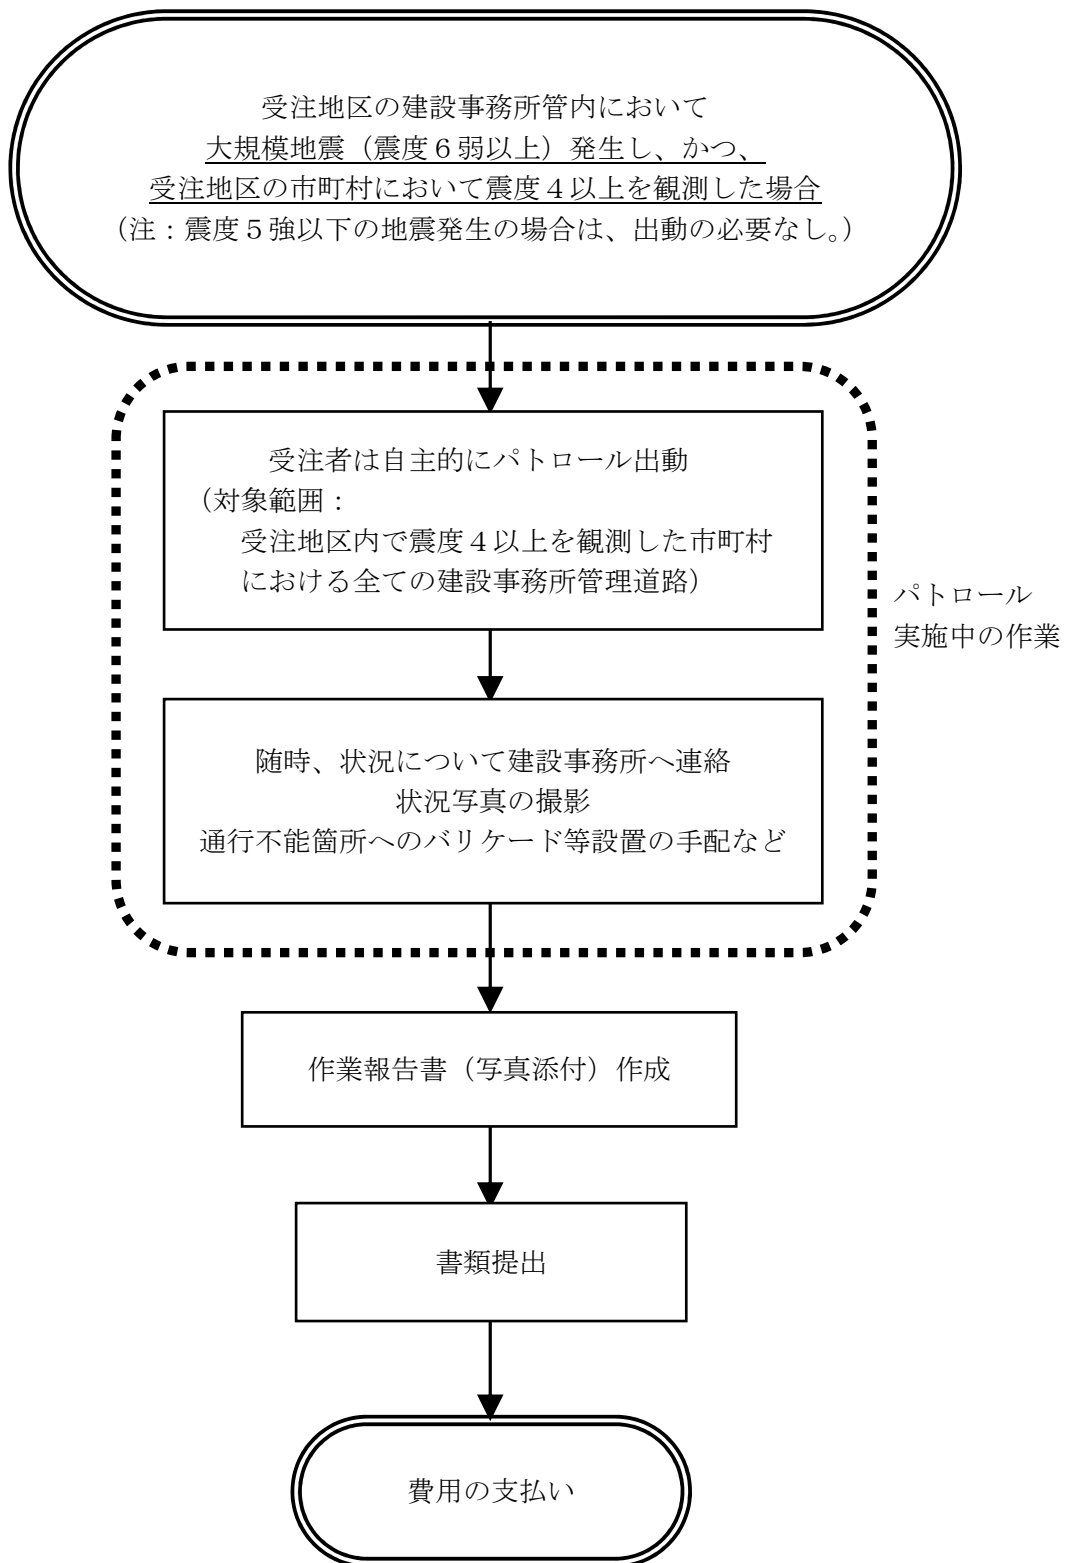 受注地区の建設事務所管内において
大規模地震（震度６弱以上）発生し、かつ、
受注地区の市町村において震度４以上を観測した場合
（注：震度５強以下の地震発生の場合は、出動の必要なし。）
受注者は自主的にパトロール出動
（対象範囲：
受注地区内で震度４以上を観測した市町村
における全ての建設事務所管理道路）
パトロール
実施中の作業
随時、状況について建設事務所へ連絡
状況写真の撮影
通行不能箇所へのバリケード等設置の手配など
作業報告書（写真添付）作成
書類提出
費用の支払い